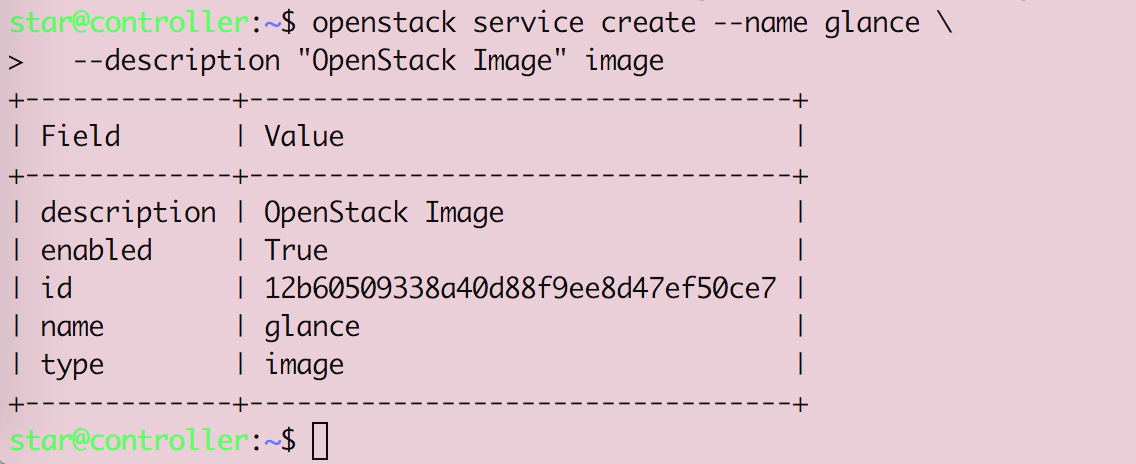 star@controller:~$ openstack service create --name glance \
>   --description "OpenStack Image" image
+-------------+----------------------------------+
| Field       | Value                            |
+-------------+----------------------------------+
| description | OpenStack Image                  |
| enabled     | True                             |
| id          | 12b60509338a40d88f9ee8d47ef50ce7 |
| name        | glance                           |
| type        | image                            |
+-------------+----------------------------------+
star@controller:~$